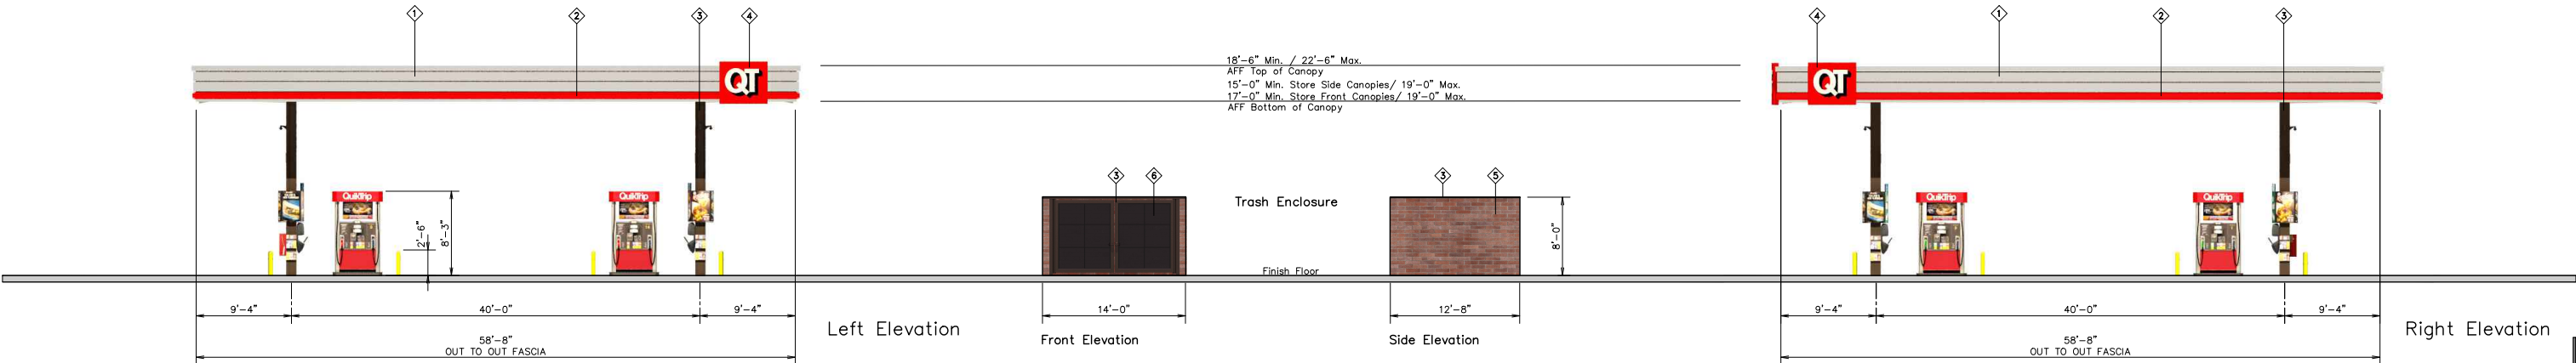 1
2
3
4
QT
QuikTrip
QuikTrip
2'-6"
8'-3"
9'-4"
40'-0"
9'-4"
58'-8"
OUT TO OUT FASCIA
Left Elevation
18'-6" Min. / 22'-6" Max.
AFF Top of Canopy
15'-0" Min. Store Side Canopies/ 19'-0" Max.
17'-0" Min. Store Front Canopies/ 19'-0" Max.
AFF Bottom of Canopy
3
6
Trash Enclosure
3
5
8'-0"
Finish Floor
14'-0"
12'-8"
Front Elevation
Side Elevation
4
1
2
3
QT
QuikTrip
QuikTrip
9'-4"
40'-0"
9'-4"
58'-8"
OUT TO OUT FASCIA
Right Elevation